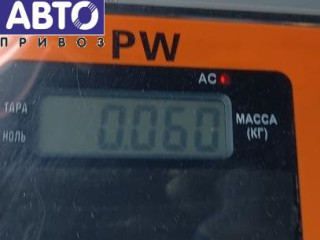 АВТО
ПРИВОЗ
PW
AC
ТАРА
НОЛЬ
0.060
МАССА
(КГ)